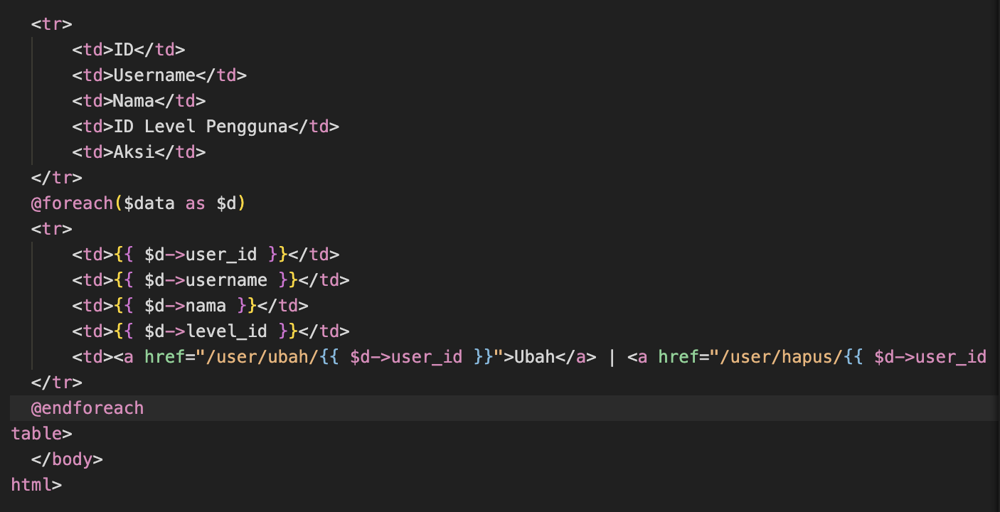 <tr>
<td>ID</td>
<td>Username</td>
<td>Nama</td>
<td>ID Level Pengguna</td>
<td>Aksi</td>
</tr>
@foreach($data as $d)
<tr>
<td>{{ $d->user_id }}</td>
<td>{{ $d->username }}</td>
<td>{{ $d->nama }}</td>
<td>{{ $d->level_id }}</td>
<td><a href="/user/ubah/{{ $d->user_id }}">Ubah</a> | <a href="/user/hapus/{{ $d->user_id
</tr>
@endforeach
table>
</body>
html>